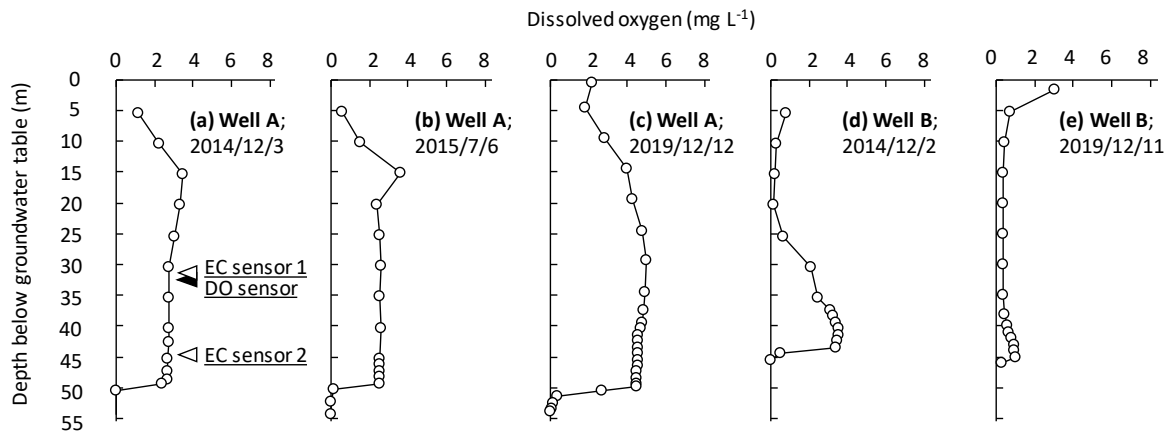 Dissolved oxygen (mg L⁻¹)
0 2 4 6 8 0 2 4 6 8 0 2 4 6 8 0 2 4 6 8 0 2 4 6 8
Depth below groundwater table (m)
0
5
10
15
20
25
30
35
40
45
50
55
(a) Well A;
2014/12/3
EC sensor 1
DO sensor
EC sensor 2
(b) Well A;
2015/7/6
(c) Well A;
2019/12/12
(d) Well B;
2014/12/2
(e) Well B;
2019/12/11